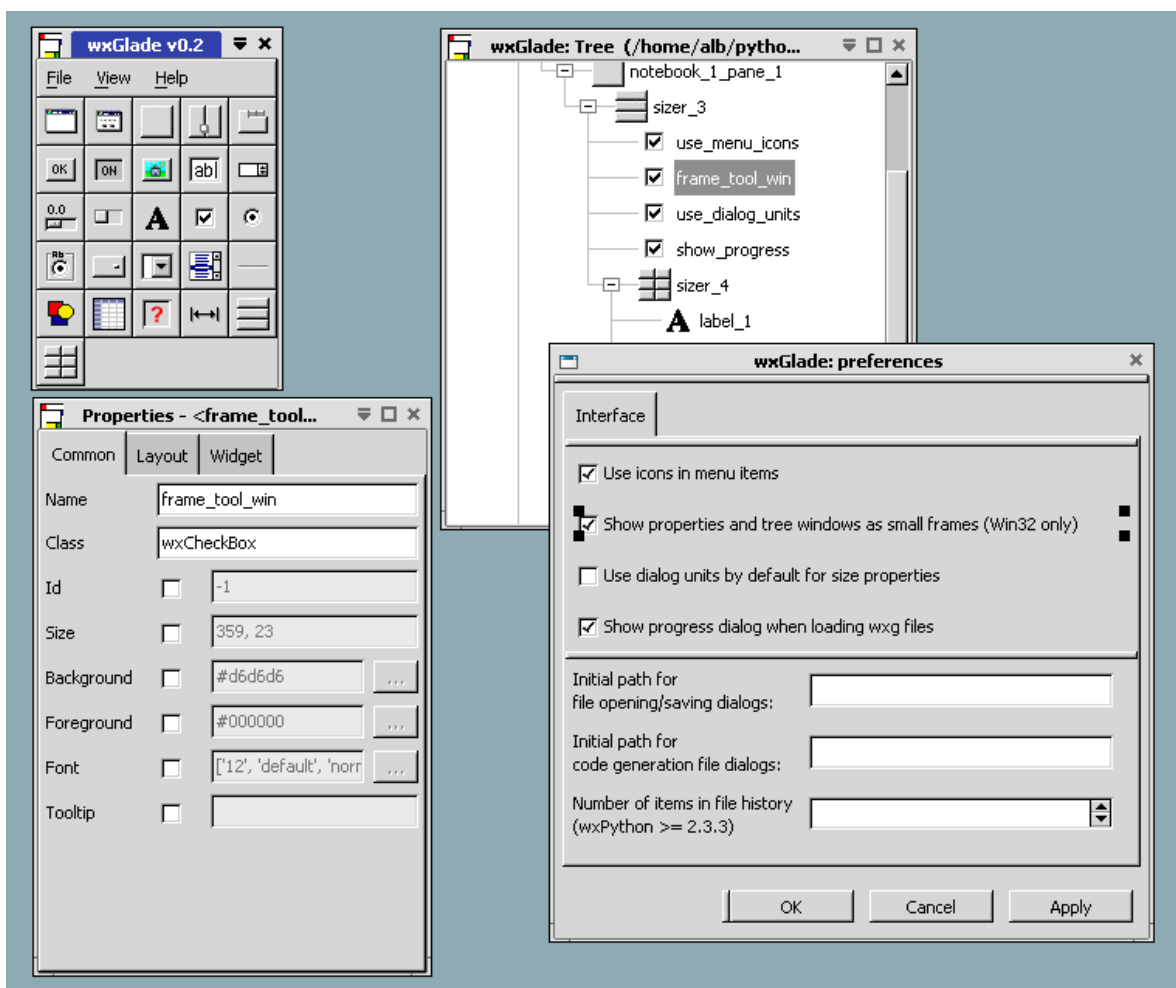 wxGlade v0.2
File View Help
OK
ON
ab
0.0
A
Rb
?
wxGlade: Tree (/home/alb/pytho...
notebook_1_pane_1
sizer_3
use_menu_icons
frame_tool_win
use_dialog_units
show_progress
sizer_4
A label_1
Properties - <frame_tool...
Common Layout Widget
Name frame_tool_win
Class wxCheckBox
Id -1
Size 359, 23
Background #d6d6d6 ...
Foreground #000000 ...
Font ['12', 'default', 'norr ...
Tooltip
wxGlade: preferences
Interface
Use icons in menu items
Show properties and tree windows as small frames (Win32 only)
Use dialog units by default for size properties
Show progress dialog when loading wxg files
Initial path for
file opening/saving dialogs:
Initial path for
code generation file dialogs:
Number of items in file history
(wxPython >= 2.3.3)
OK Cancel Apply